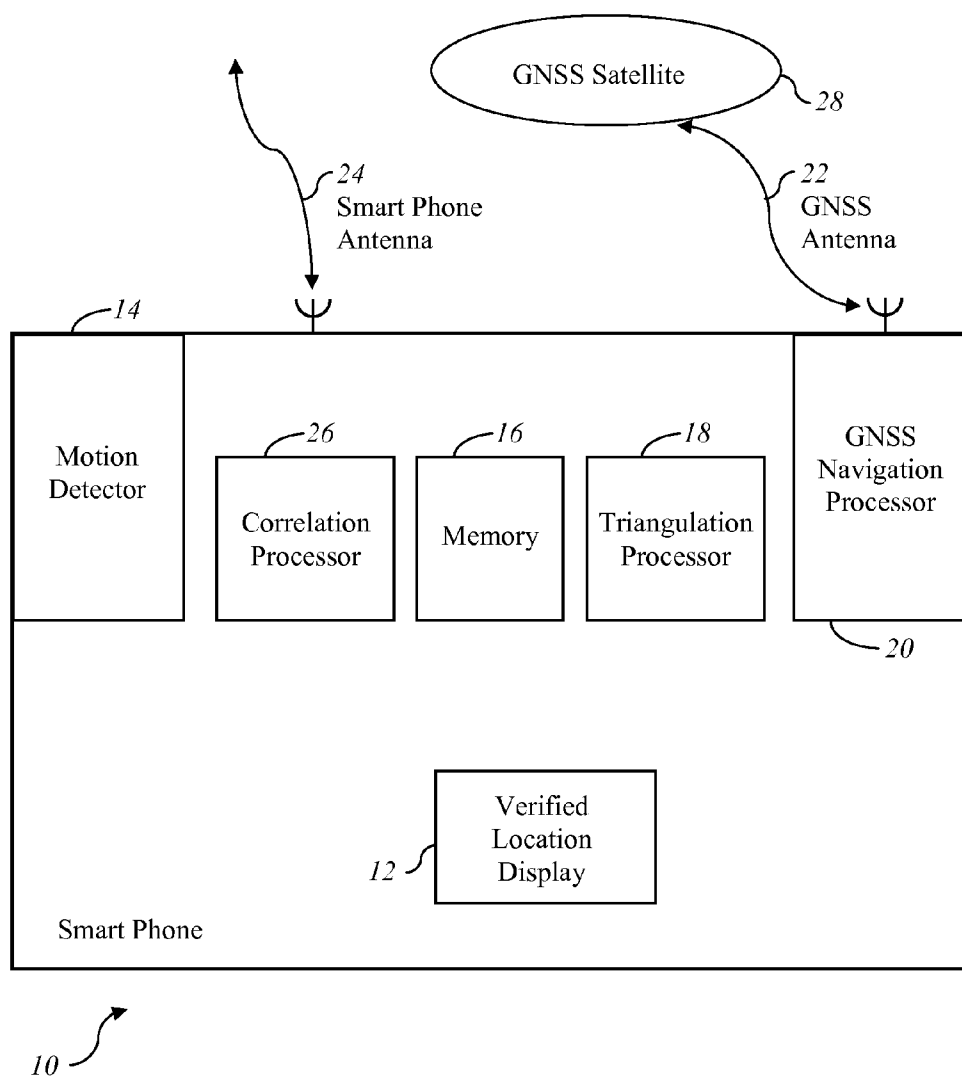 GNSS Satellite
28
24
Smart Phone
Antenna
22
GNSS
Antenna
14
Motion
Detector
26
Correlation
Processor
16
Memory
18
Triangulation
Processor
GNSS
Navigation
Processor
20
Verified
Location
Display
12
Smart Phone
10